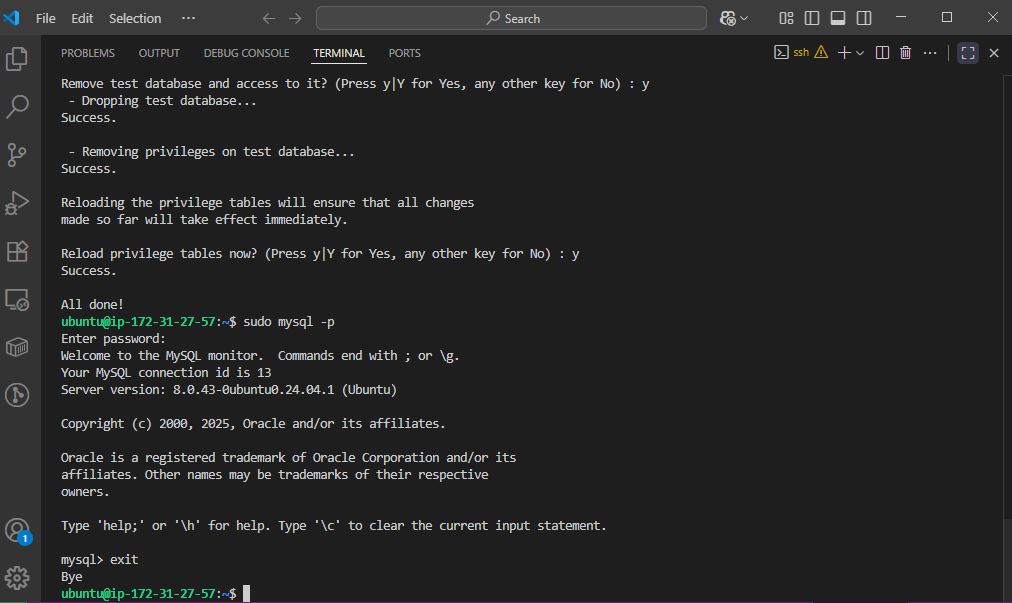 File Edit Selection ···
Search
PROBLEMS OUTPUT DEBUG CONSOLE TERMINAL PORTS
ssh
Remove test database and access to it? (Press y|Y for Yes, any other key for No) : y
 - Dropping test database...
Success.
 - Removing privileges on test database...
Success.
Reloading the privilege tables will ensure that all changes
made so far will take effect immediately.
Reload privilege tables now? (Press y|Y for Yes, any other key for No) : y
Success.
All done!
ubuntu@ip-172-31-27-57:~$ sudo mysql -p
Enter password:
Welcome to the MySQL monitor.  Commands end with ; or \g.
Your MySQL connection id is 13
Server version: 8.0.43-0ubuntu0.24.04.1 (Ubuntu)
Copyright (c) 2000, 2025, Oracle and/or its affiliates.
Oracle is a registered trademark of Oracle Corporation and/or its
affiliates. Other names may be trademarks of their respective
owners.
Type 'help;' or '\h' for help. Type '\c' to clear the current input statement.
mysql> exit
Bye
ubuntu@ip-172-31-27-57:~$
1